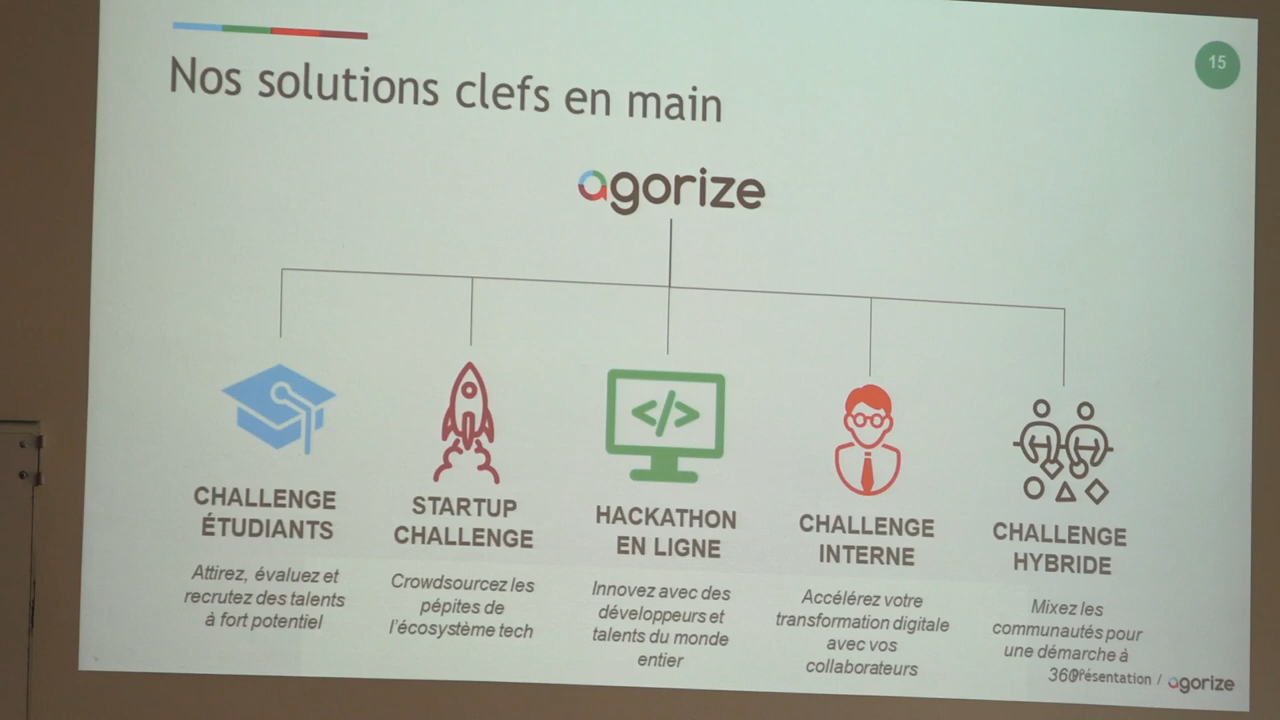 15
Nos solutions clefs en main
agorize
CHALLENGE
ÉTUDIANTS
Attirez, évaluez et
recrutez des talents
à fort potentiel
STARTUP
CHALLENGE
Crowdsourcez les
pépites de
l'écosystème tech
</>
HACKATHON
EN LIGNE
Innovez avec des
développeurs et
talents du monde
entier
CHALLENGE
INTERNE
Accélérez votre
transformation digitale
avec vos
collaborateurs
CHALLENGE
HYBRIDE
Mixez les
communautés pour
une démarche à
360°
Présentation / agorize